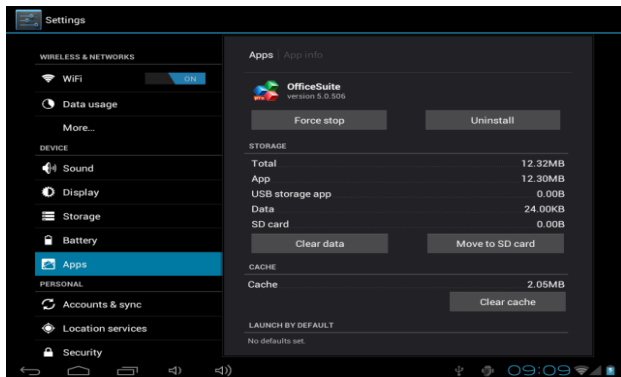 Settings
WIRELESS & NETWORKS
WiFi ON
Data usage
More...
DEVICE
Sound
Display
Storage
Battery
Apps
PERSONAL
Accounts & sync
Location services
Security
Apps App info
OfficeSuite
version 5.0.506
Force stop Uninstall
STORAGE
Total 12.32MB
App 12.30MB
USB storage app 0.00B
Data 24.00KB
SD card 0.00B
Clear data Move to SD card
CACHE
Cache 2.05MB
Clear cache
LAUNCH BY DEFAULT
No defaults set.
09:09